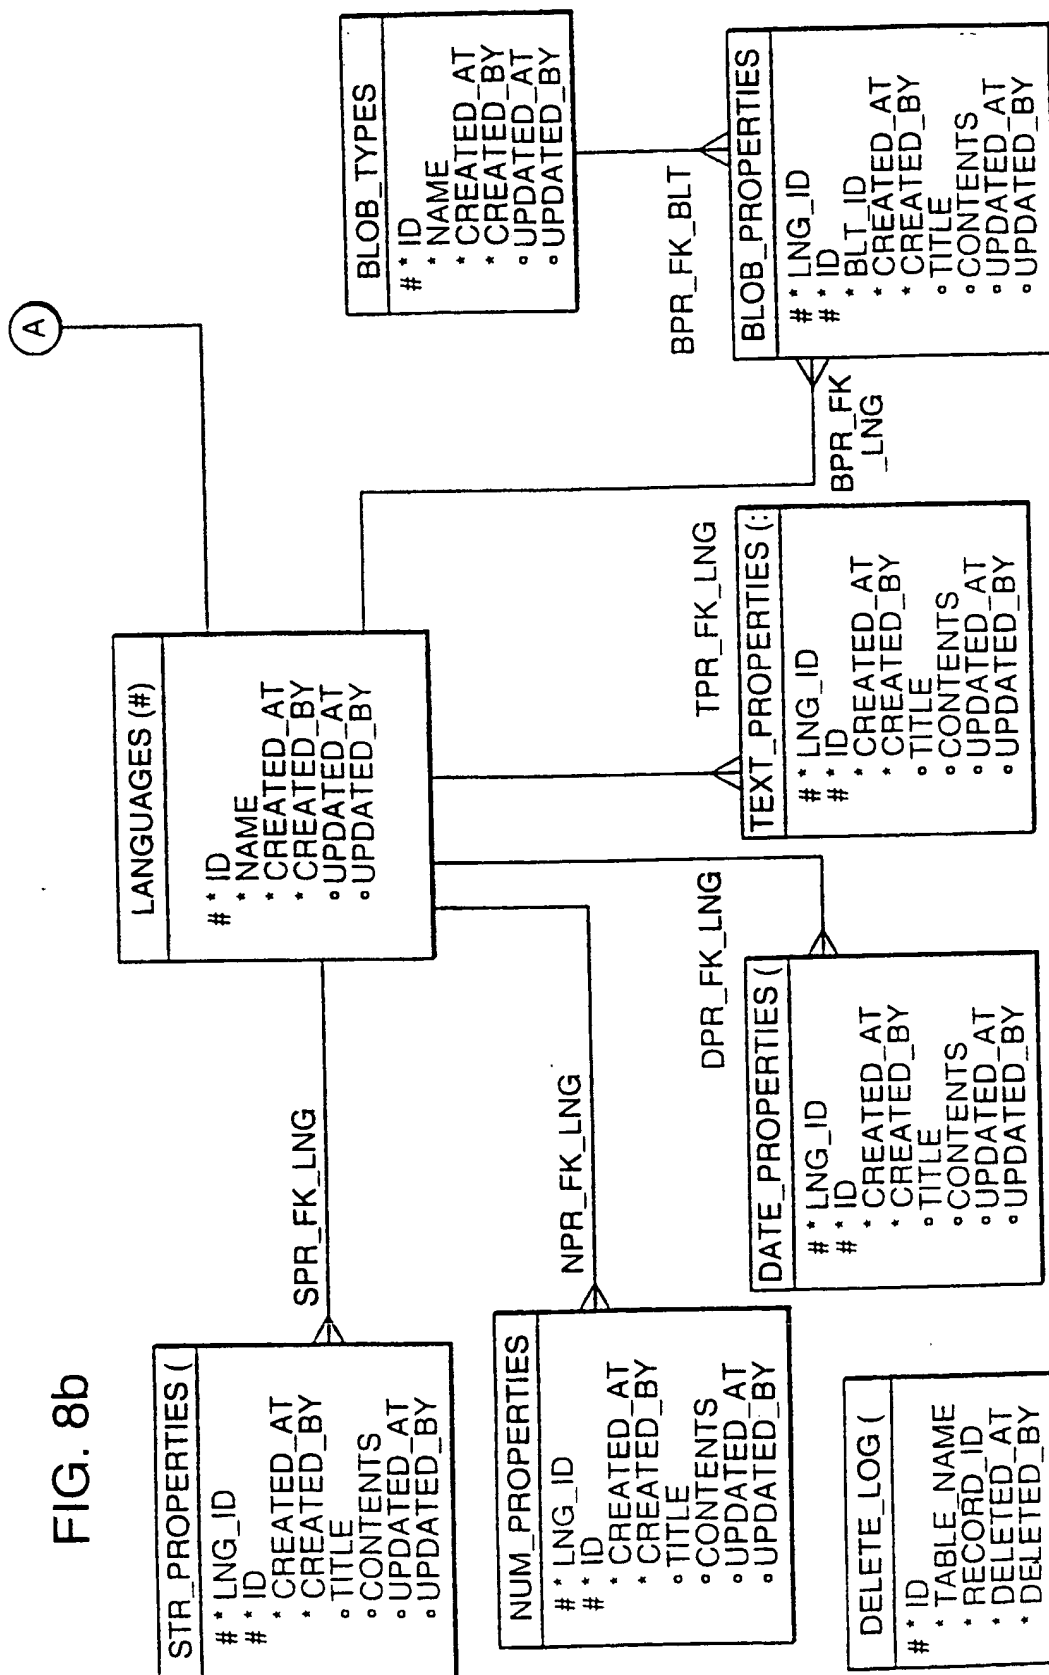 FIG. 8b
A
STR_PROPERTIES (
# * LNG_ID
# * ID
* CREATED_AT
* CREATED_BY
° TITLE
° CONTENTS
° UPDATED_AT
° UPDATED_BY
SPR_FK_LNG
LANGUAGES (#)
# * ID
* NAME
* CREATED_AT
* CREATED_BY
° UPDATED_AT
° UPDATED_BY
BLOB_TYPES
# * ID
* NAME
* CREATED_AT
* CREATED_BY
° UPDATED_AT
° UPDATED_BY
NUM_PROPERTIES
# * LNG_ID
# * ID
* CREATED_AT
* CREATED_BY
° TITLE
° CONTENTS
° UPDATED_AT
° UPDATED_BY
NPR_FK_LNG
DPR_FK_LNG
TPR_FK_LNG
BPR_FK_BLT
BPR_FK
_LNG
DELETE_LOG (
# * ID
* TABLE_NAME
* RECORD_ID
* DELETED_AT
* DELETED_BY
DATE_PROPERTIES (
# * LNG_ID
# * ID
* CREATED_AT
* CREATED_BY
° TITLE
° CONTENTS
° UPDATED_AT
° UPDATED_BY
TEXT_PROPERTIES (:
# * LNG_ID
# * ID
* CREATED_AT
* CREATED_BY
° TITLE
° CONTENTS
° UPDATED_AT
° UPDATED_BY
BLOB_PROPERTIES
# * LNG_ID
# * ID
* BLT_ID
* CREATED_AT
* CREATED_BY
° TITLE
° CONTENTS
° UPDATED_AT
° UPDATED_BY